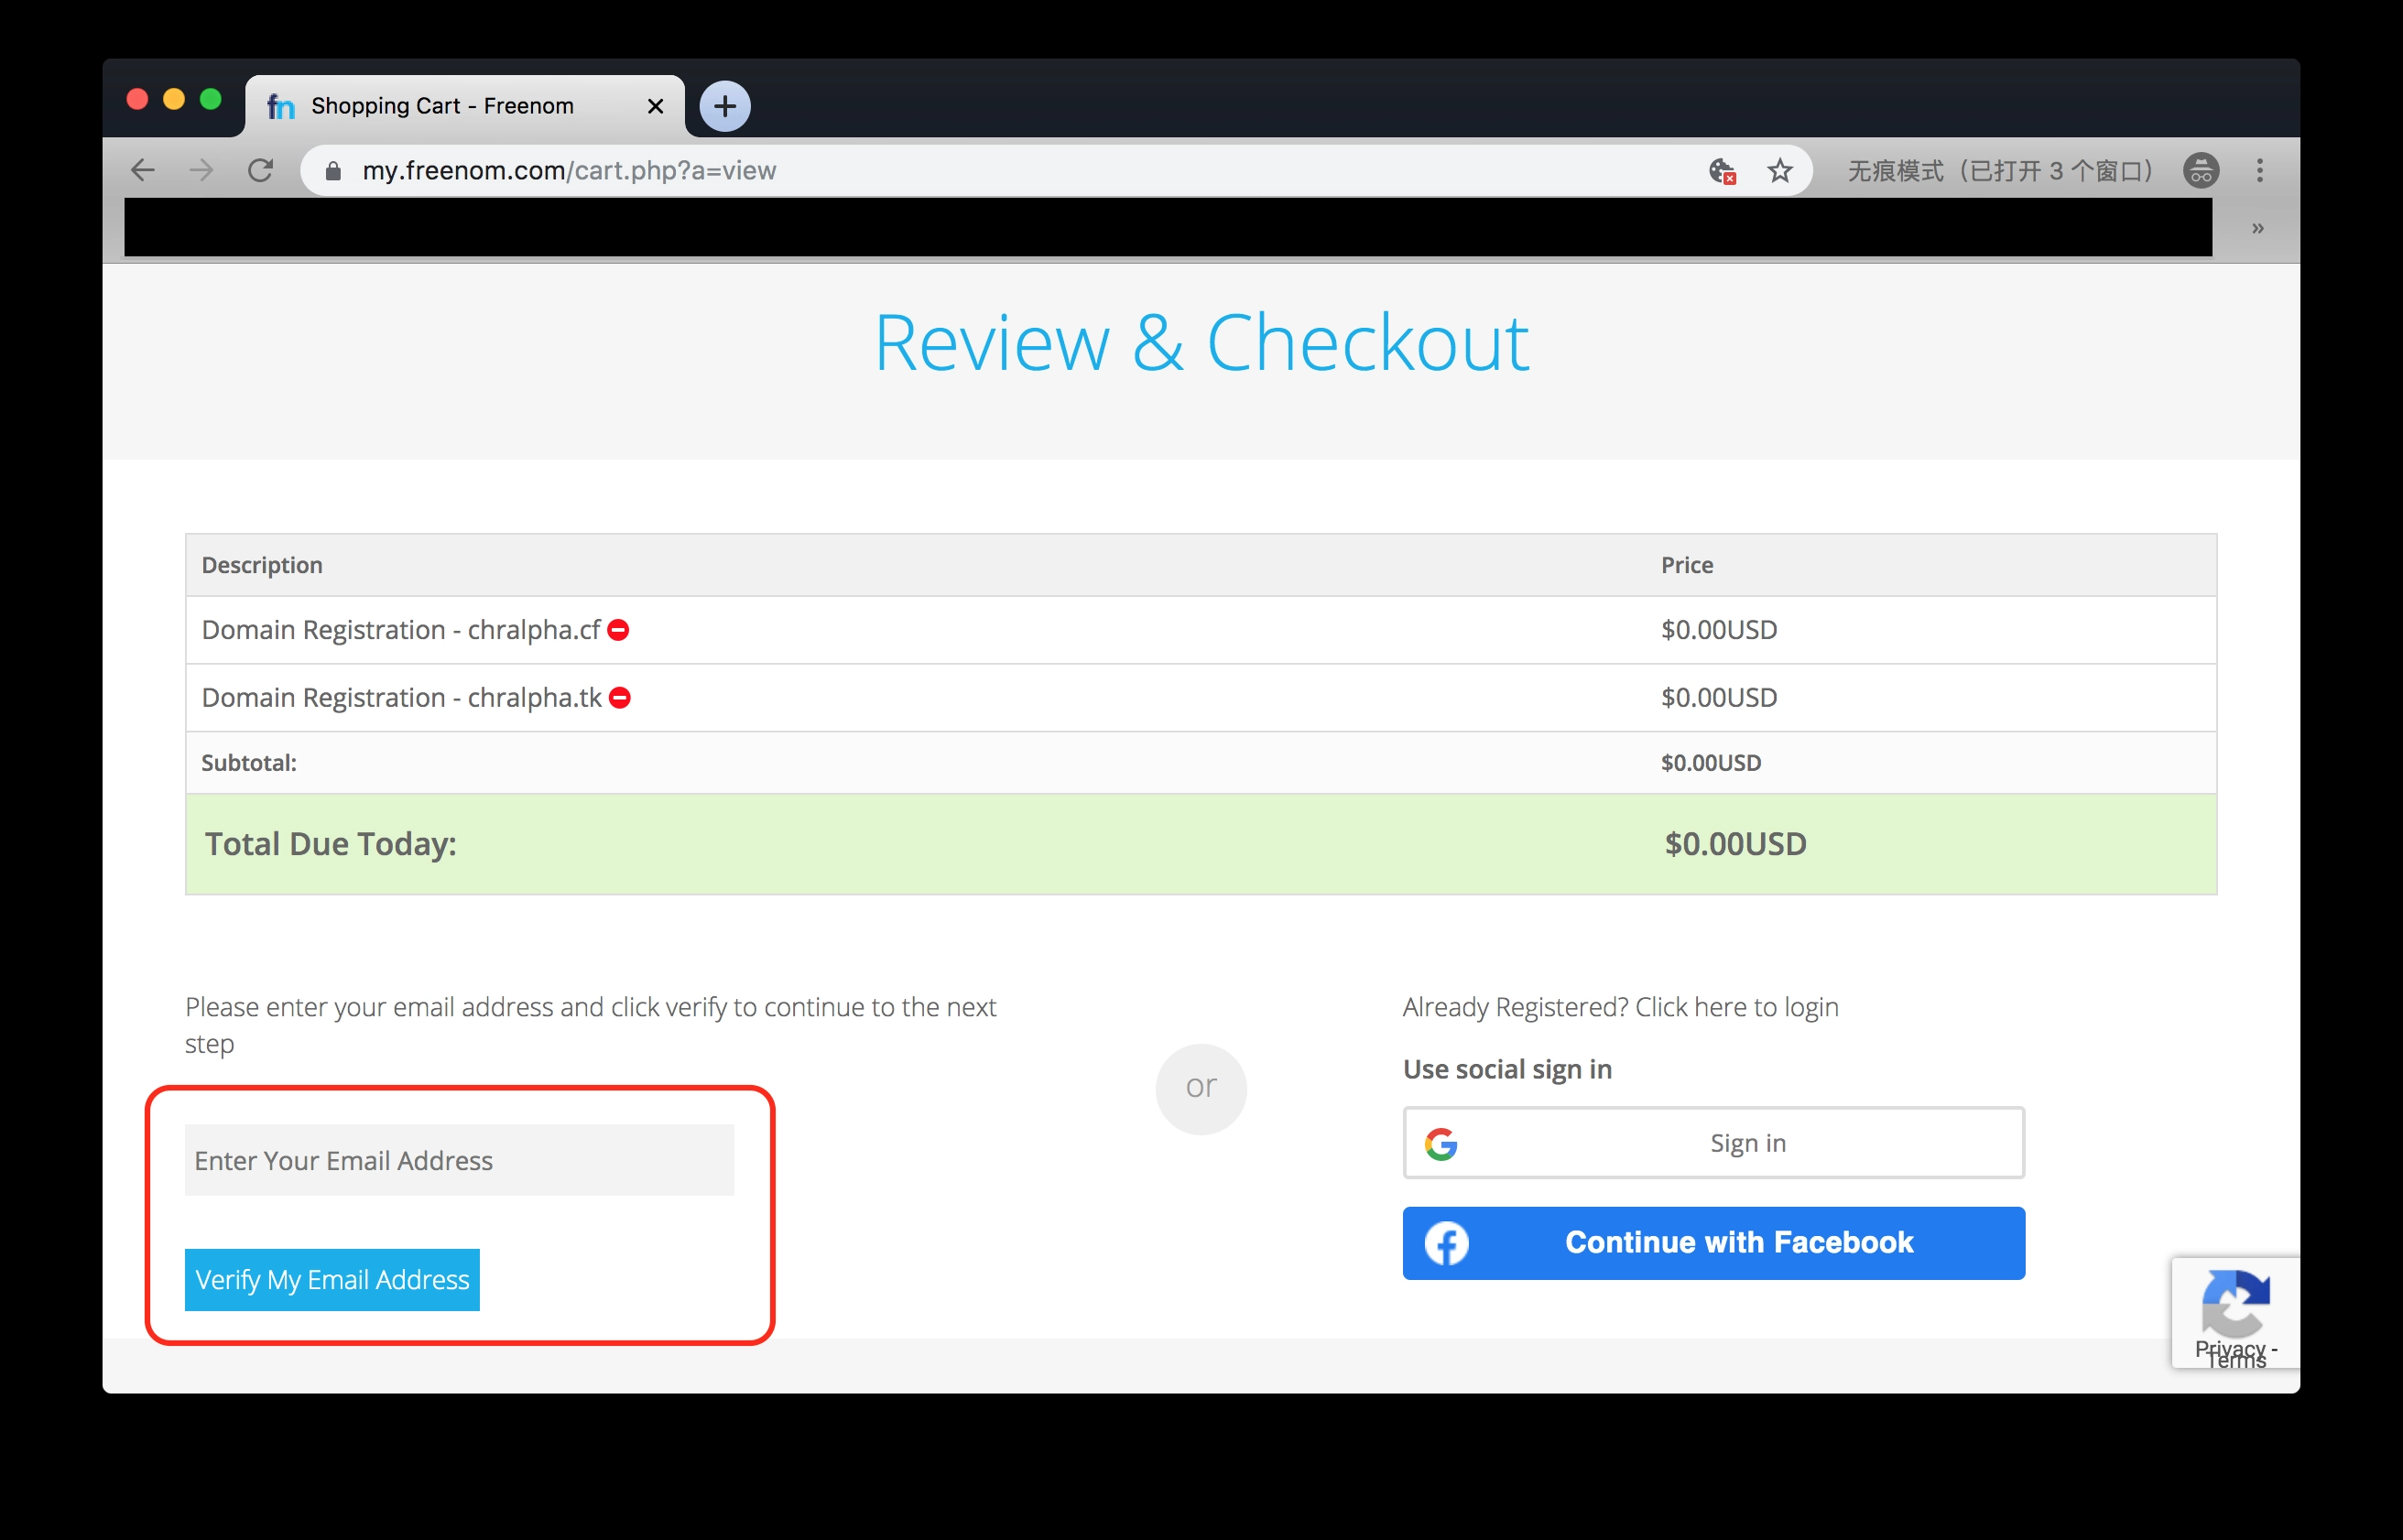 fn Shopping Cart - Freenom
my.freenom.com/cart.php?a=view
无痕模式（已打开 3 个窗口）
»
Review & Checkout
Description Price
Domain Registration - chralpha.cf $0.00USD
Domain Registration - chralpha.tk $0.00USD
Subtotal: $0.00USD
Total Due Today: $0.00USD
Please enter your email address and click verify to continue to the next
step
Enter Your Email Address
Verify My Email Address
or
Already Registered? Click here to login
Use social sign in
Sign in
Continue with Facebook
Privacy -
Terms